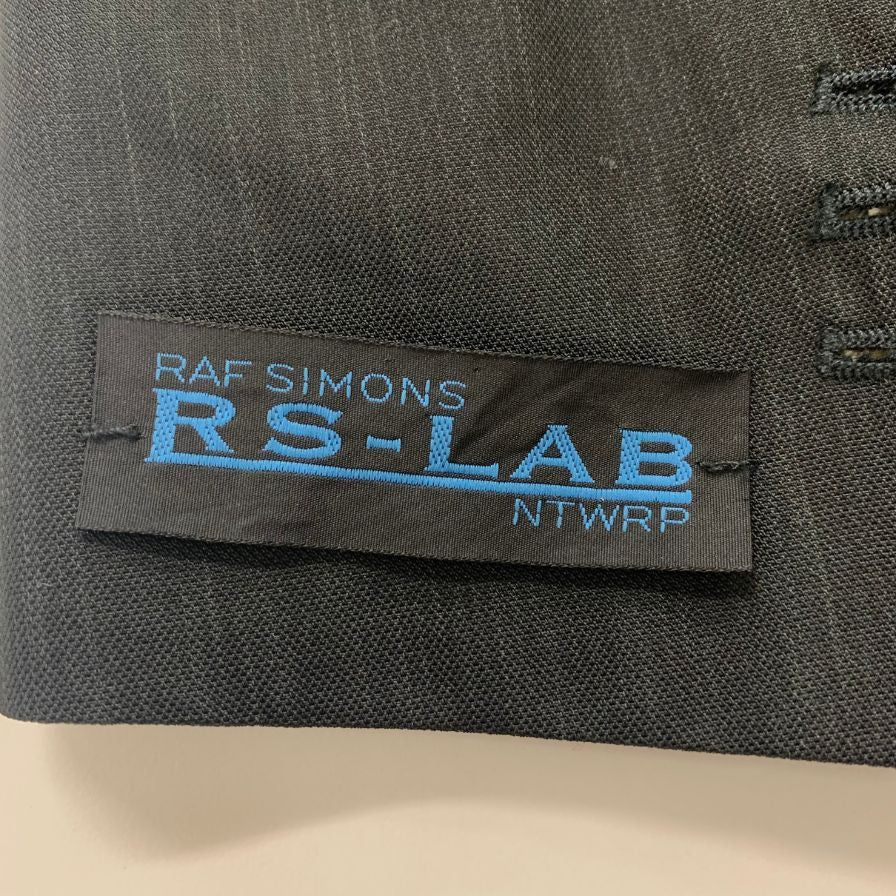 RAF SIMONS
RS-LAB
NTWRP